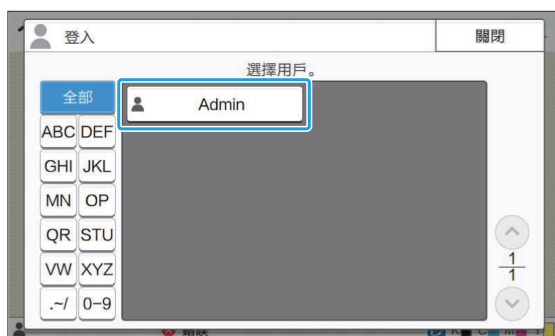 登入 關閉
選擇用戶。
全部 Admin
ABC DEF
GHI JKL
MN OP
QR STU
VW XYZ
1
1
.~/ 0-9